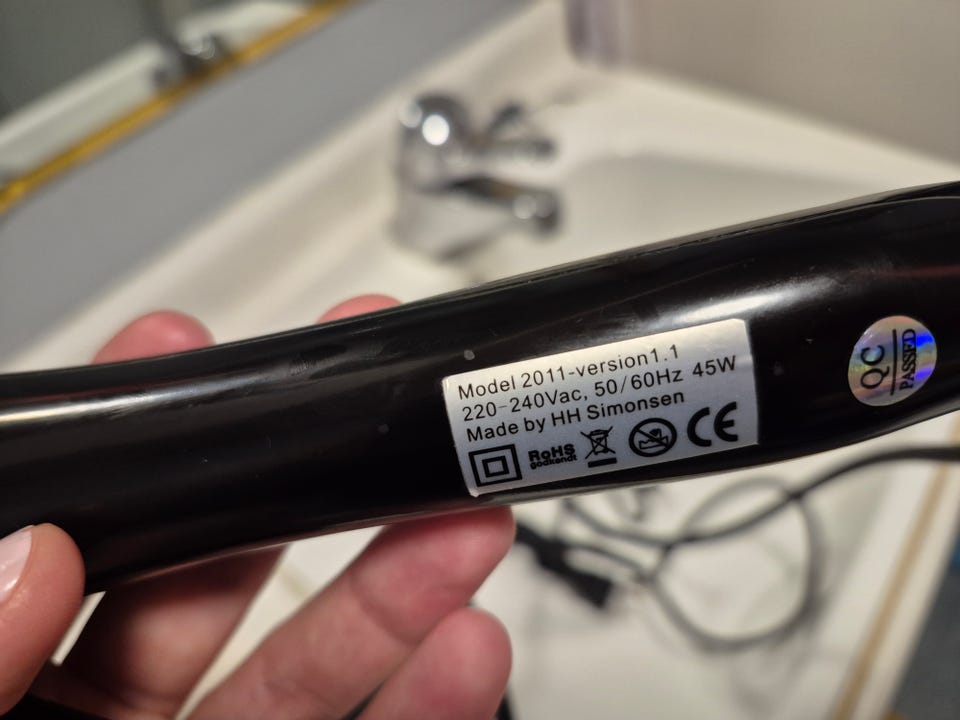 Model 2011-version1.1
220-240Vac, 50/60Hz 45W
Made by HH Simonsen
RoHS
godkendt
CE
QC
PASSED